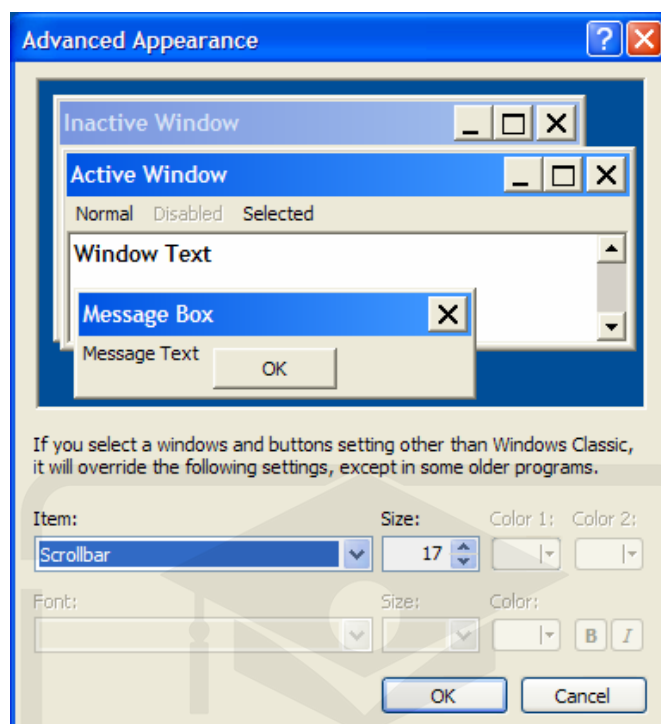 Advanced Appearance
Inactive Window
Active Window
Normal Disabled Selected
Window Text
Message Box
Message Text
OK
If you select a windows and buttons setting other than Windows Classic,
it will override the following settings, except in some older programs.
Item: Size: Color 1: Color 2:
Scrollbar 17
Font: Size: Color:
B I
OK Cancel